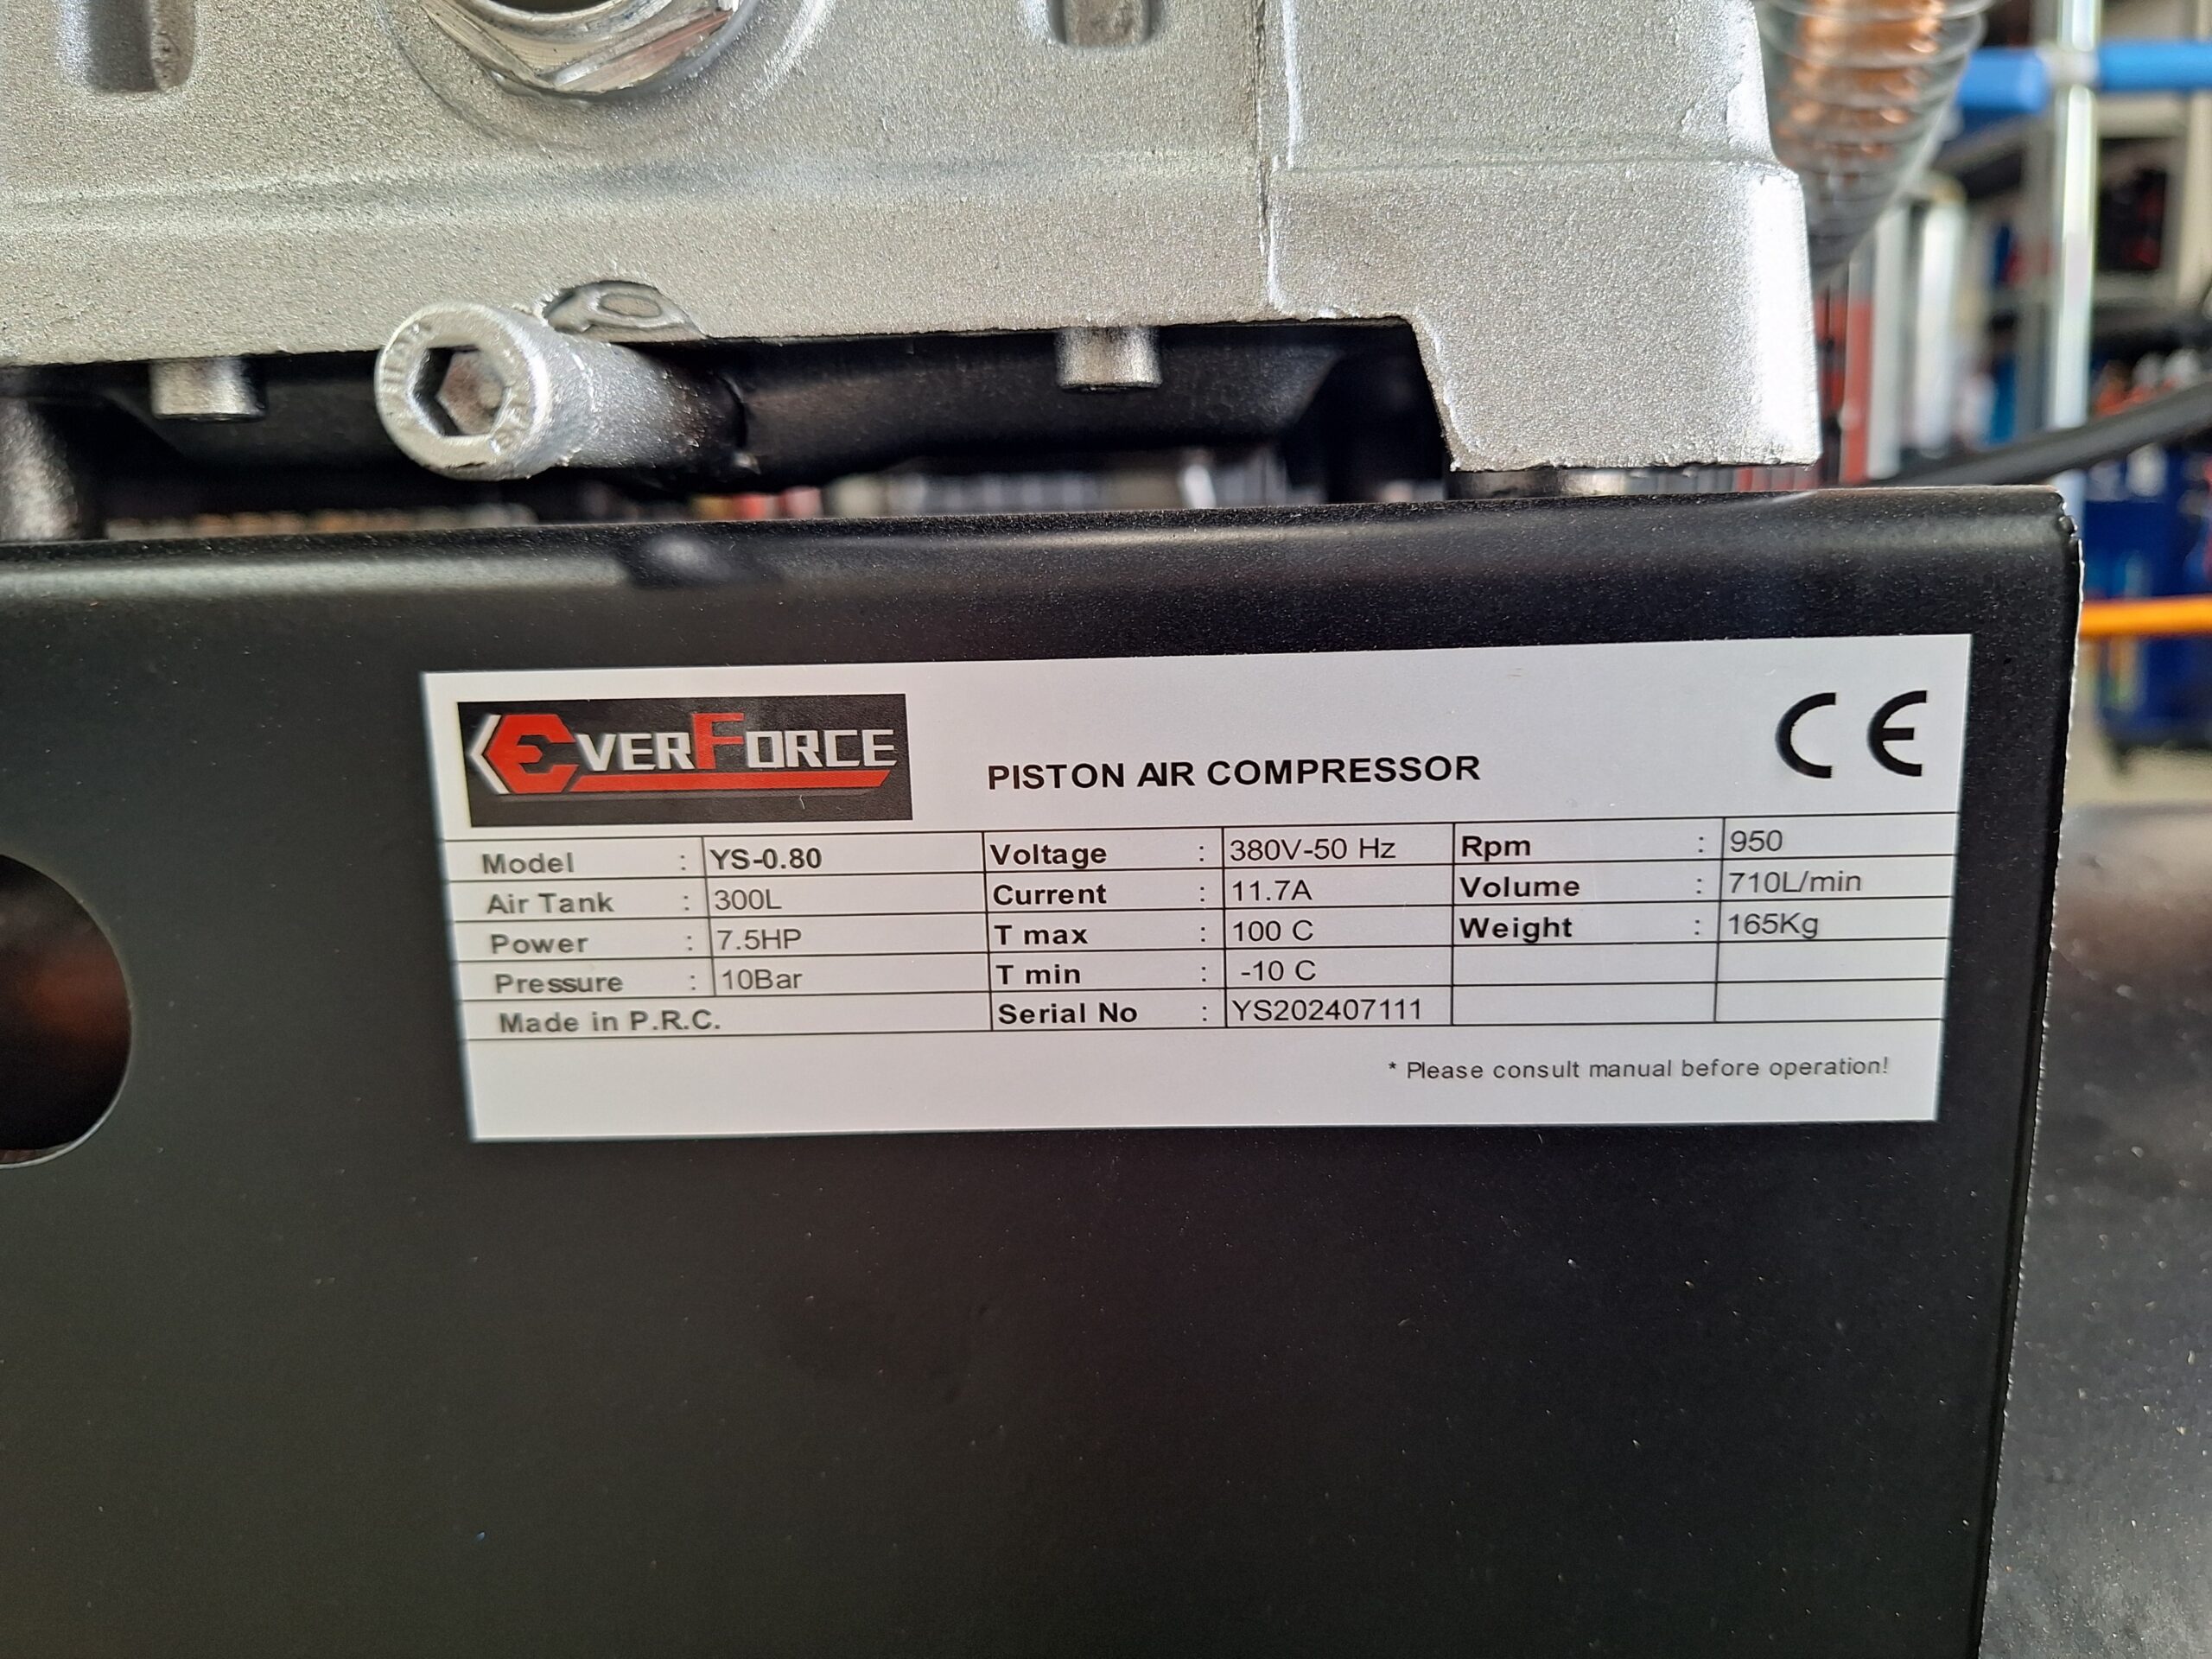 EVERFORCE
PISTON AIR COMPRESSOR
CE
Model : YS-0.80 Voltage : 380V-50 Hz Rpm : 950
Air Tank : 300L Current : 11.7A Volume : 710L/min
Power : 7.5HP T max : 100 C Weight : 165Kg
Pressure : 10Bar T min : -10 C
Made in P.R.C. Serial No : YS202407111
* Please consult manual before operation!